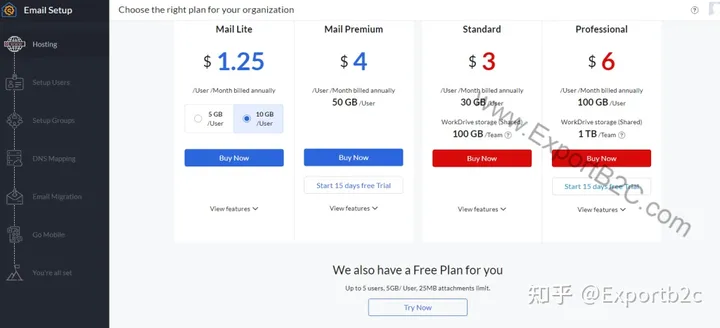 Email Setup
Choose the right plan for your organization
Hosting
Setup Users
Setup Groups
DNS Mapping
Email Migration
Go Mobile
You're all set
Mail Lite
$ 1.25
/User /Month billed annually
5 GB
/User
10 GB
/User
Buy Now
View features
Mail Premium
$ 4
/User /Month billed annually
50 GB /User
Buy Now
Start 15 days free Trial
View features
Standard
$ 3
/User /Month billed annually
30 GB /User
WorkDrive storage (Shared)
100 GB /Team ?
Buy Now
View features
Professional
$ 6
/User /Month billed annually
100 GB /User
WorkDrive storage (Shared)
1 TB /Team ?
Buy Now
Start 15 days free Trial
View features
We also have a Free Plan for you
Up to 5 users, 5GB/ User, 25MB attachments limit.
Try Now
www.ExportB2C.com
知乎 @Exportb2c